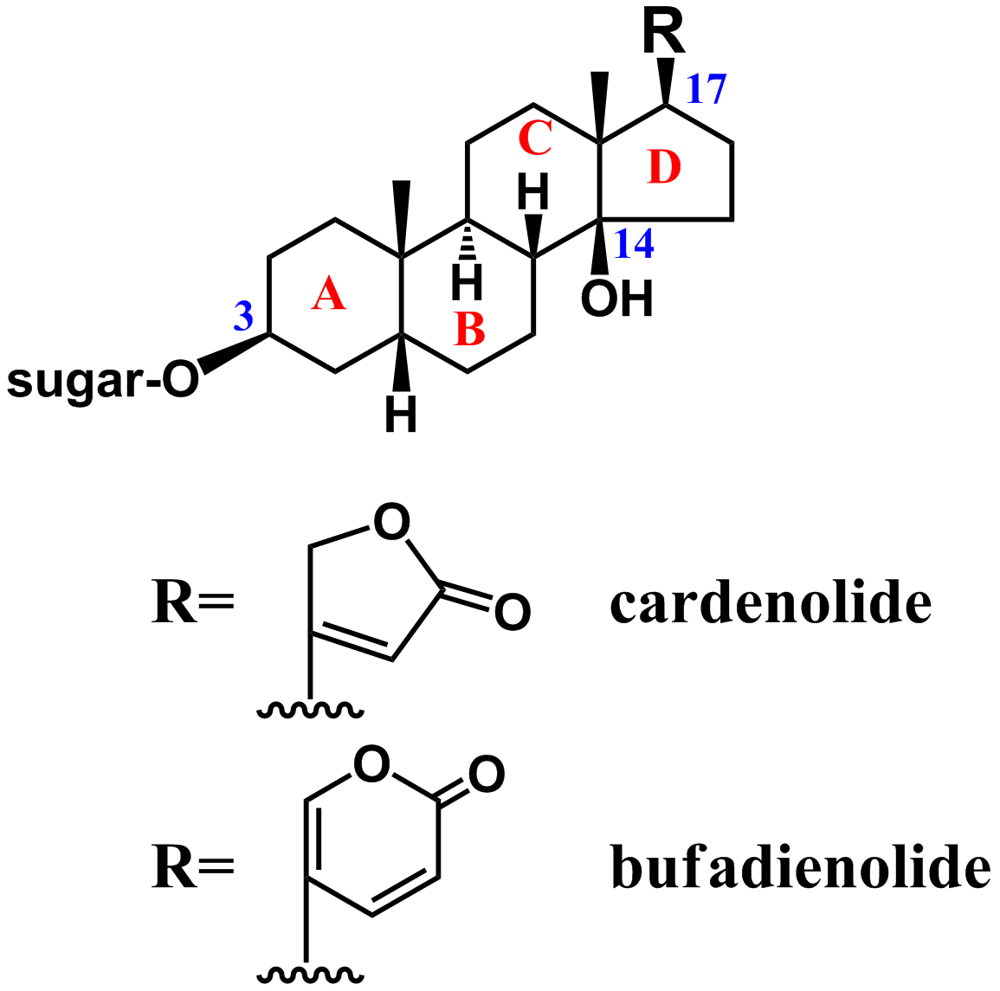 R
17
C
D
H
14
H
OH
A
3
B
sugar-O
H
O
R=
O
cardenolide
O
O
R=
bufadienolide